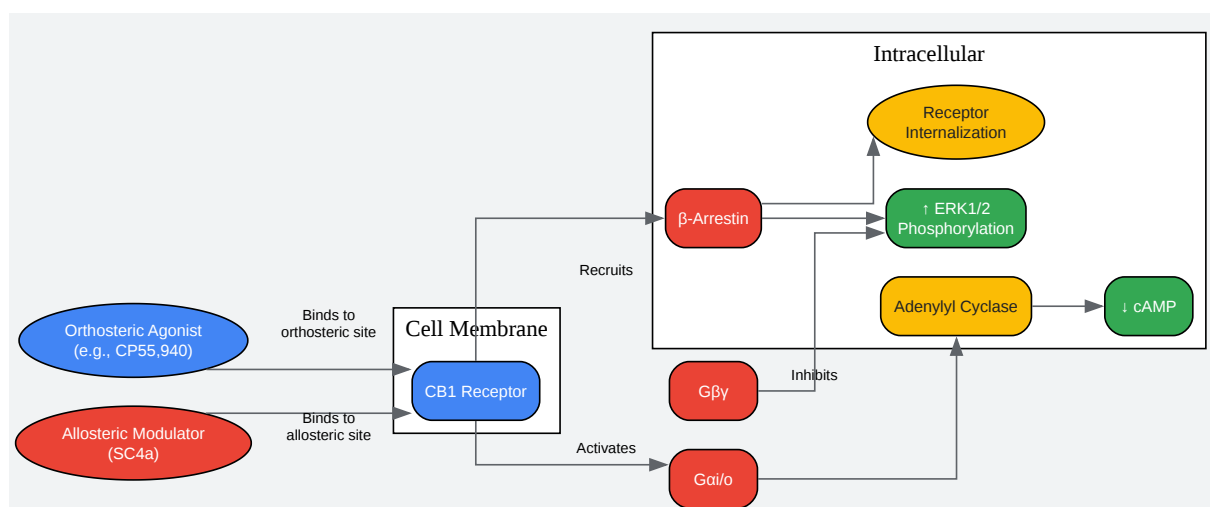 Intracellular
Receptor
Internalization
β-Arrestin
↑ ERK1/2
Phosphorylation
Recruits
Adenylyl Cyclase
↓ cAMP
Binds to
orthosteric site
Cell Membrane
Orthosteric Agonist
(e.g., CP55,940)
CB1 Receptor
Gβγ
Inhibits
Binds to
allosteric site
Allosteric Modulator
(SC4a)
Activates
Gαi/o